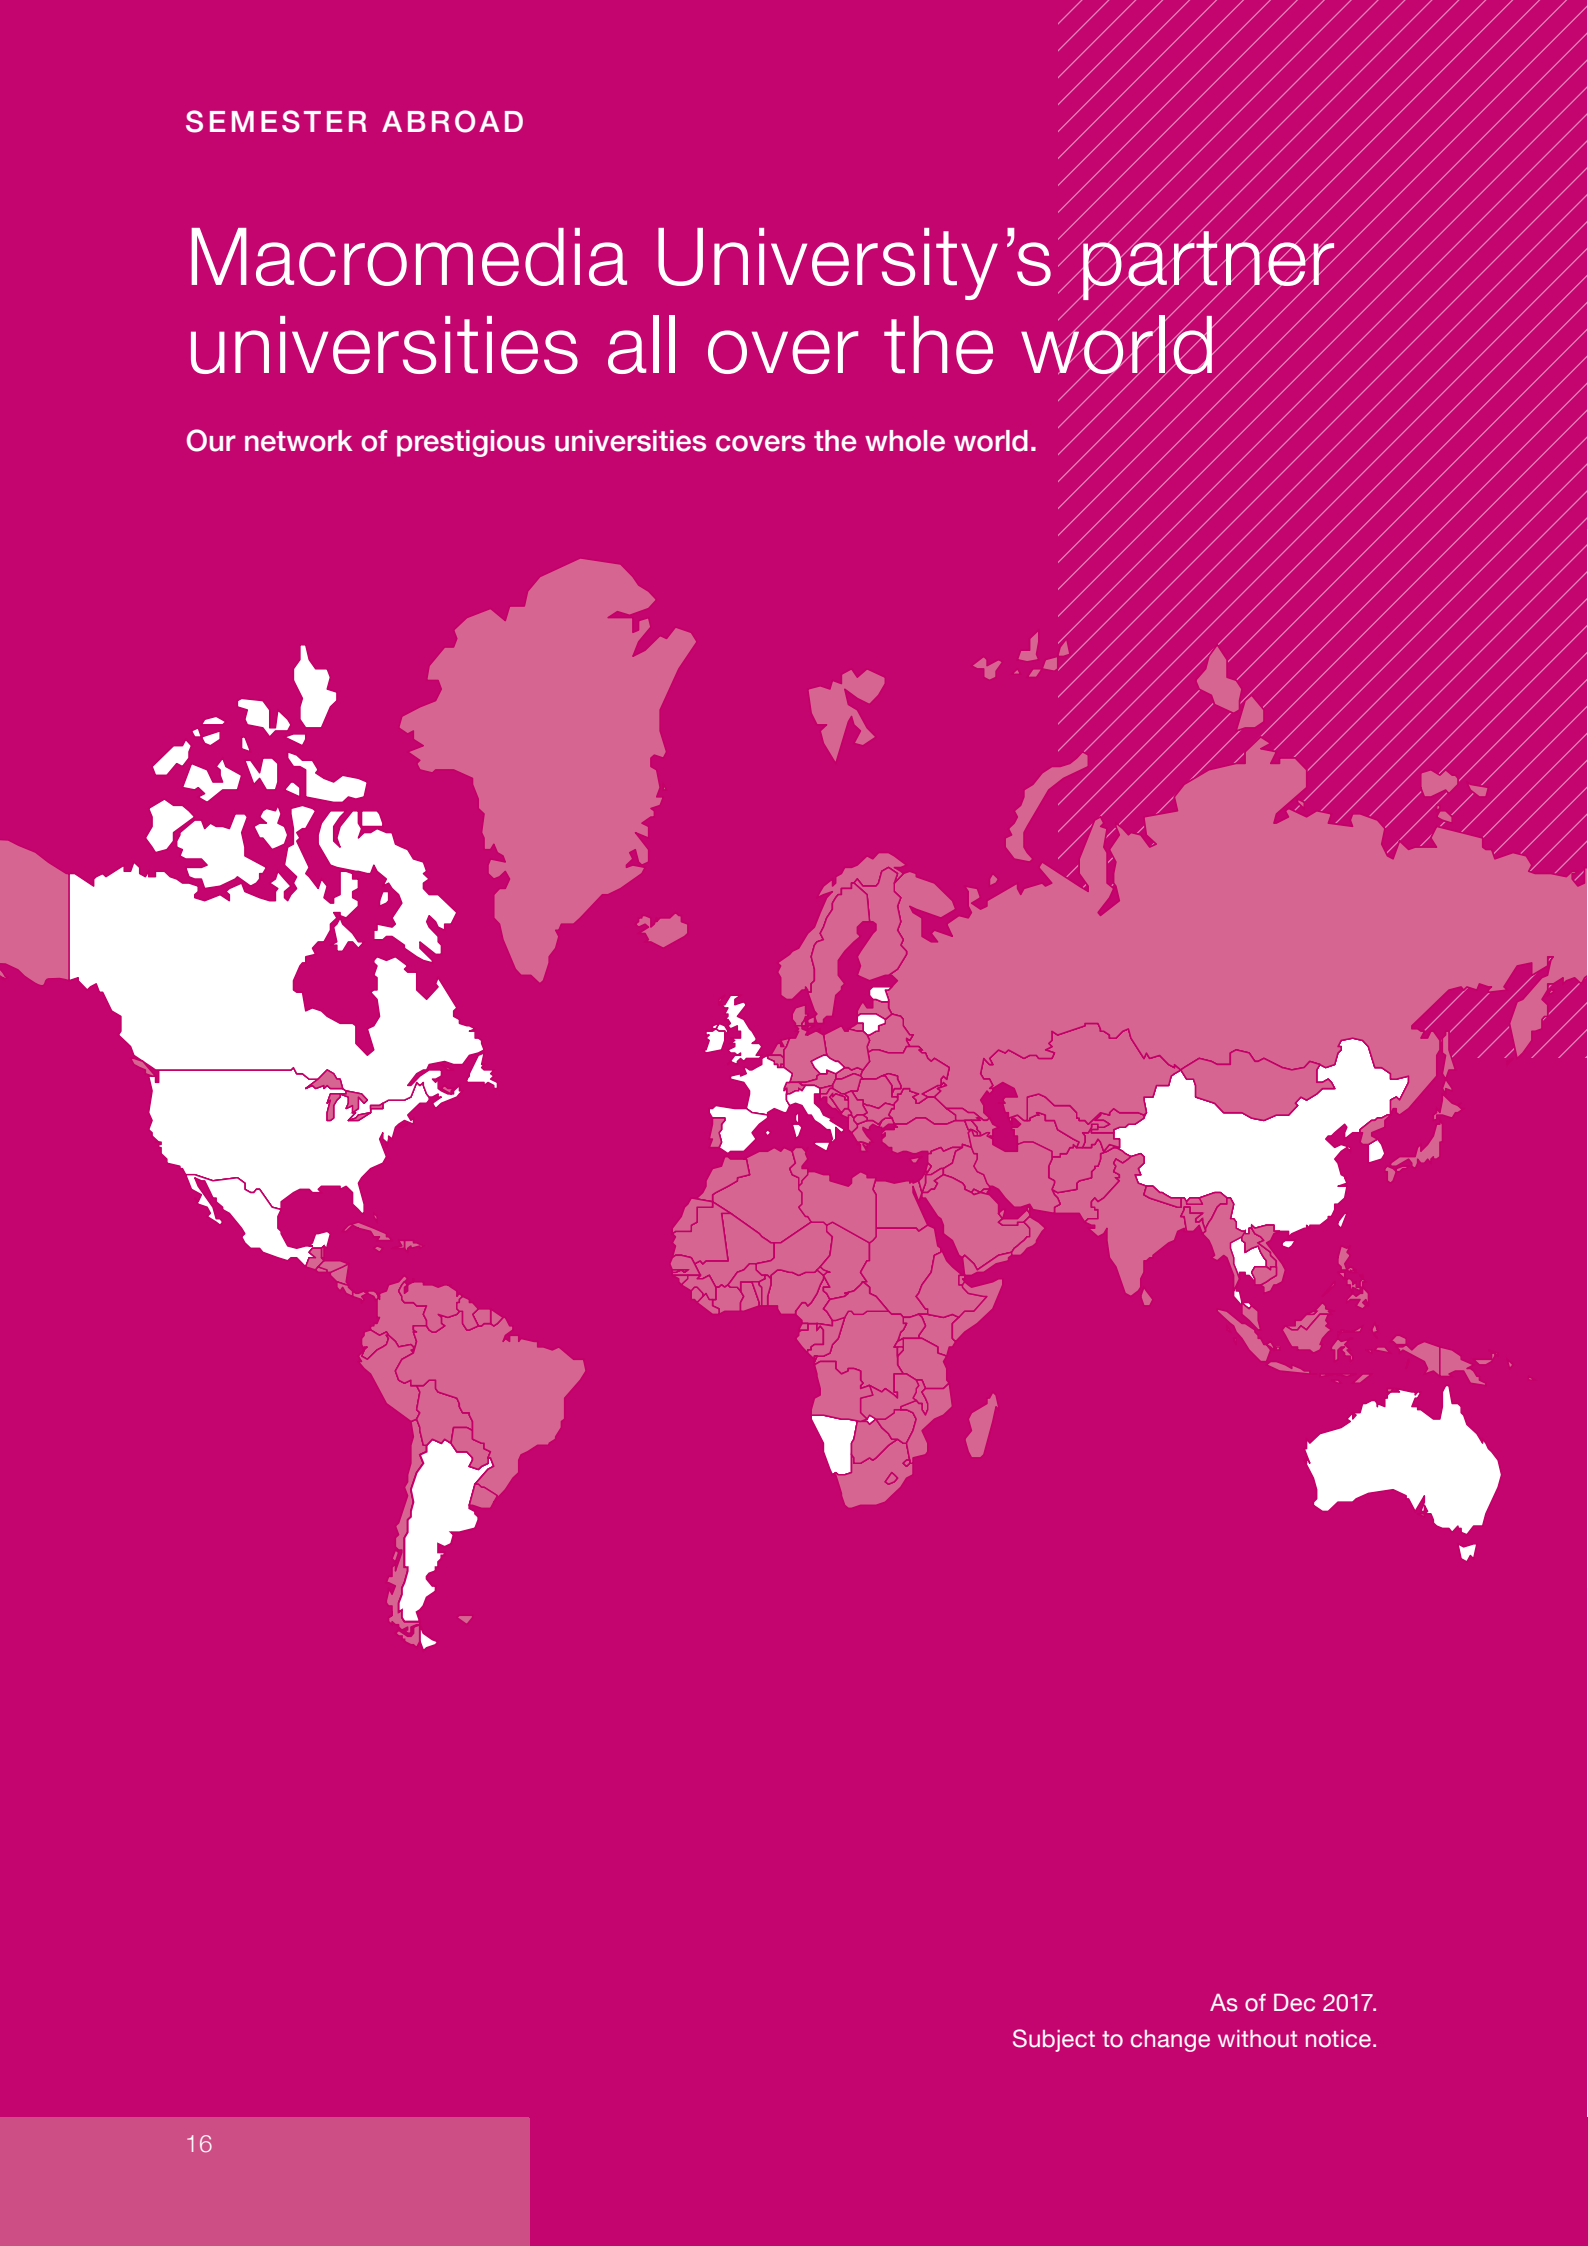 SEMESTER ABROAD
Macromedia University’s partner
universities all over the world
Our network of prestigious universities covers the whole world.
As of Dec 2017.
Subject to change without notice.
16